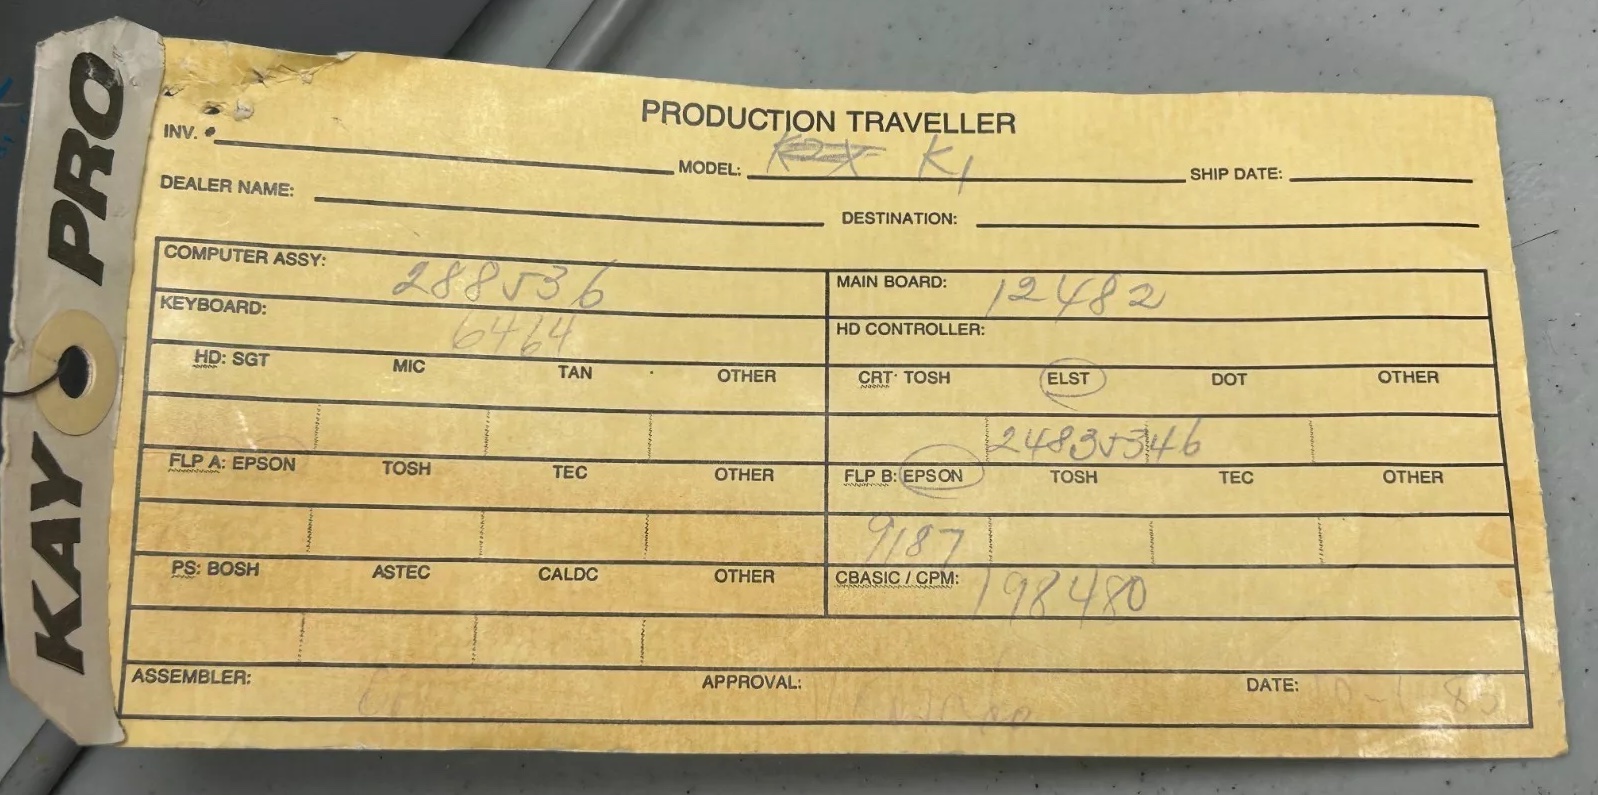 KAY PRO
PRODUCTION TRAVELLER
INV. MODEL: K2X K1 SHIP DATE:
DEALER NAME: DESTINATION:
COMPUTER ASSY: 288536 MAIN BOARD: 12482
KEYBOARD: 6464 HD CONTROLLER:
HD: SGT MIC TAN OTHER CRT: TOSH ELST DOT OTHER
24835346
FLP A: EPSON TOSH TEC OTHER FLP B: EPSON TOSH TEC OTHER
9187
PS: BOSH ASTEC CALDC OTHER CBASIC / CPM: 198480
ASSEMBLER: APPROVAL: DATE: